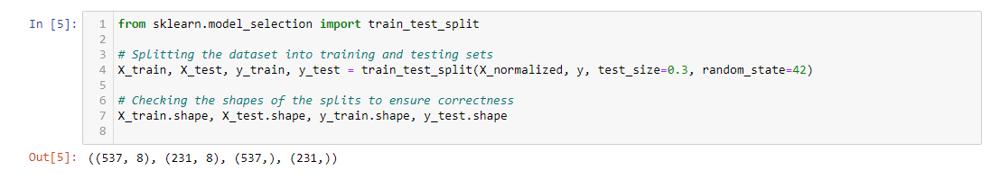 In [5]:
1 from sklearn.model_selection import train_test_split
2
3 # Splitting the dataset into training and testing sets
4 X_train, X_test, y_train, y_test = train_test_split(X_normalized, y, test_size=0.3, random_state=42)
5
6 # Checking the shapes of the splits to ensure correctness
7 X_train.shape, X_test.shape, y_train.shape, y_test.shape
8
Out[5]: ((537, 8), (231, 8), (537,), (231,))